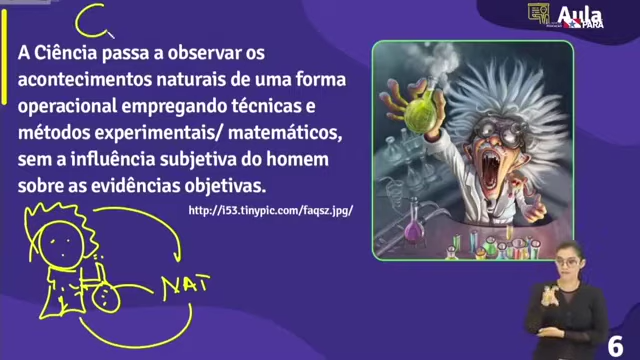 C
Aula
PARÁ
A Ciência passa a observar os
acontecimentos naturais de uma forma
operacional empregando técnicas e
métodos experimentais/ matemáticos,
sem a influência subjetiva do homem
sobre as evidências objetivas.
http://i53.tinypic.com/faqsz.jpg/
NAT
6